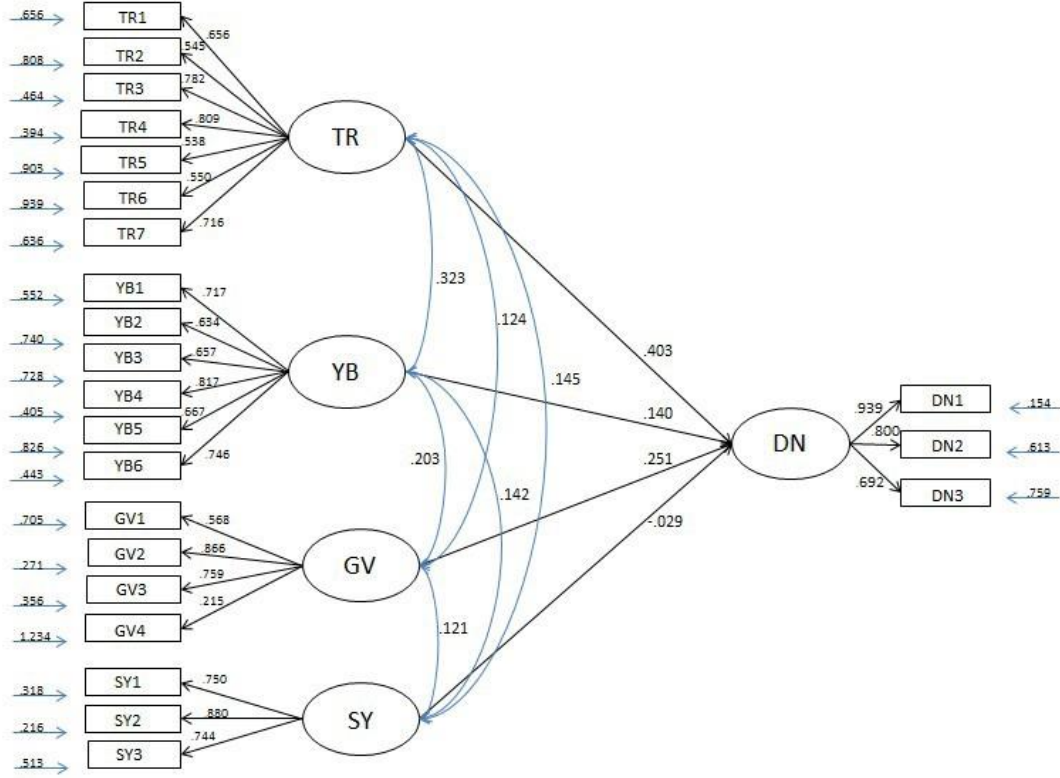 .656 TR1 .656
.808 TR2 .545
.464 TR3 .782
.394 TR4 .809
.903 TR5 .538
.939 TR6 .550
.636 TR7 .716
TR
.552 YB1 .717
.740 YB2 .634
.728 YB3 .657
.405 YB4 .817
.826 YB5 .667
.443 YB6 .746
YB
.705 GV1 .568
.271 GV2 .866
.356 GV3 .759
1.234 GV4 .215
GV
.318 SY1 .750
.216 SY2 .880
.513 SY3 .744
SY
.323
.124
.145
.203
.142
.121
.403
.140
.251
-.029
DN
.939 DN1 .154
.800 DN2 .613
.692 DN3 .759